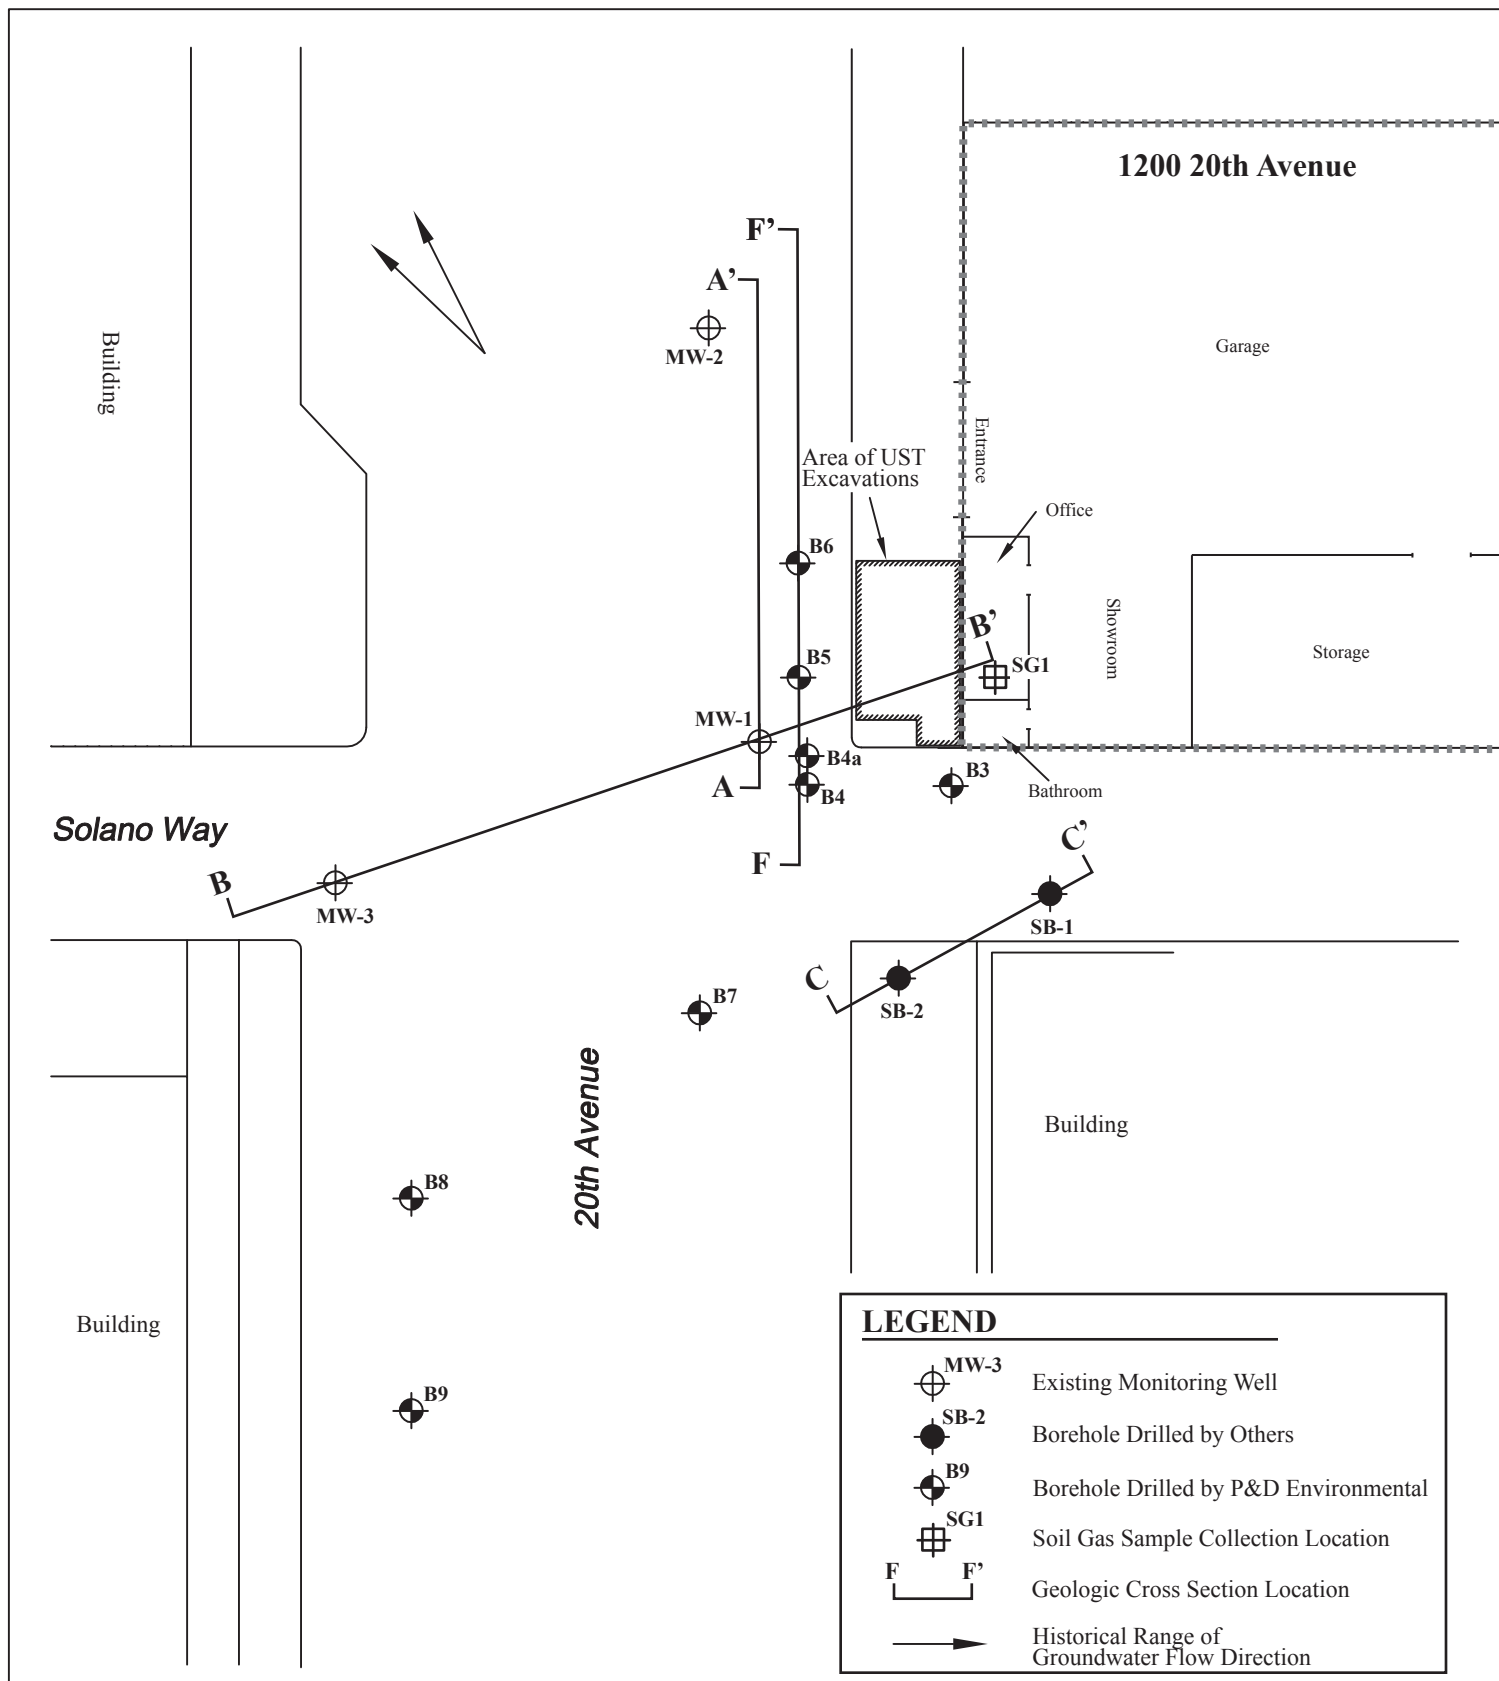 1200 20th Avenue
F’
A’
MW-2
Building
Garage
Entrance
Area of UST
Excavations
Office
B6
Showroom
B’
SG1
Storage
B5
MW-1
B4a
B3
A
B4
Bathroom
Solano Way
C’
F
B
MW-3
SB-1
C
SB-2
B7
20th Avenue
Building
B8
Building
B9
LEGEND
MW-3
Existing Monitoring Well
SB-2
Borehole Drilled by Others
B9
Borehole Drilled by P&D Environmental
SG1
Soil Gas Sample Collection Location
F F’
Geologic Cross Section Location
Historical Range of
Groundwater Flow Direction